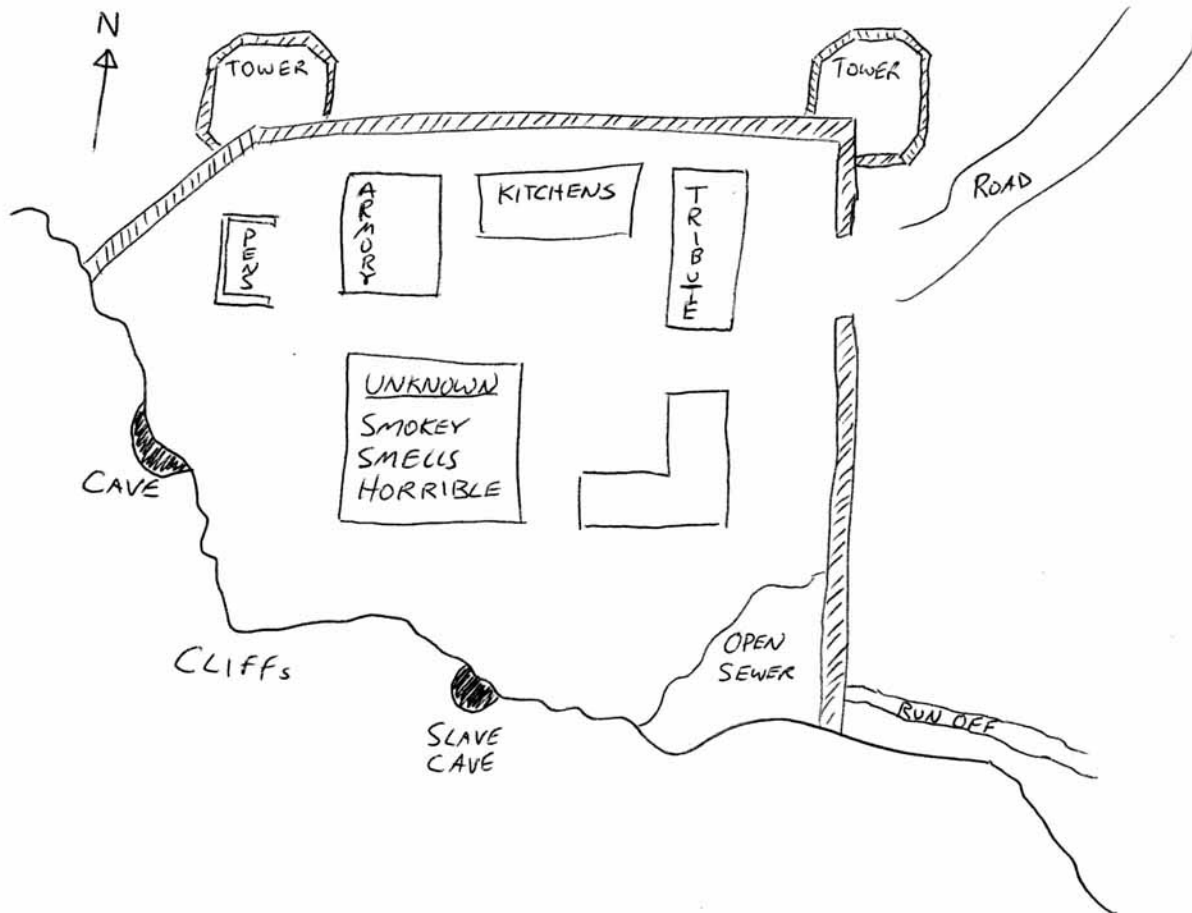 N
TOWER
TOWER
ROAD
ARMORY
KITCHENS
TRIBUTE
PENS
UNKNOWN
SMOKEY
SMELLS
HORRIBLE
CAVE
CLIFFS
OPEN
SEWER
RUN OFF
SLAVE
CAVE